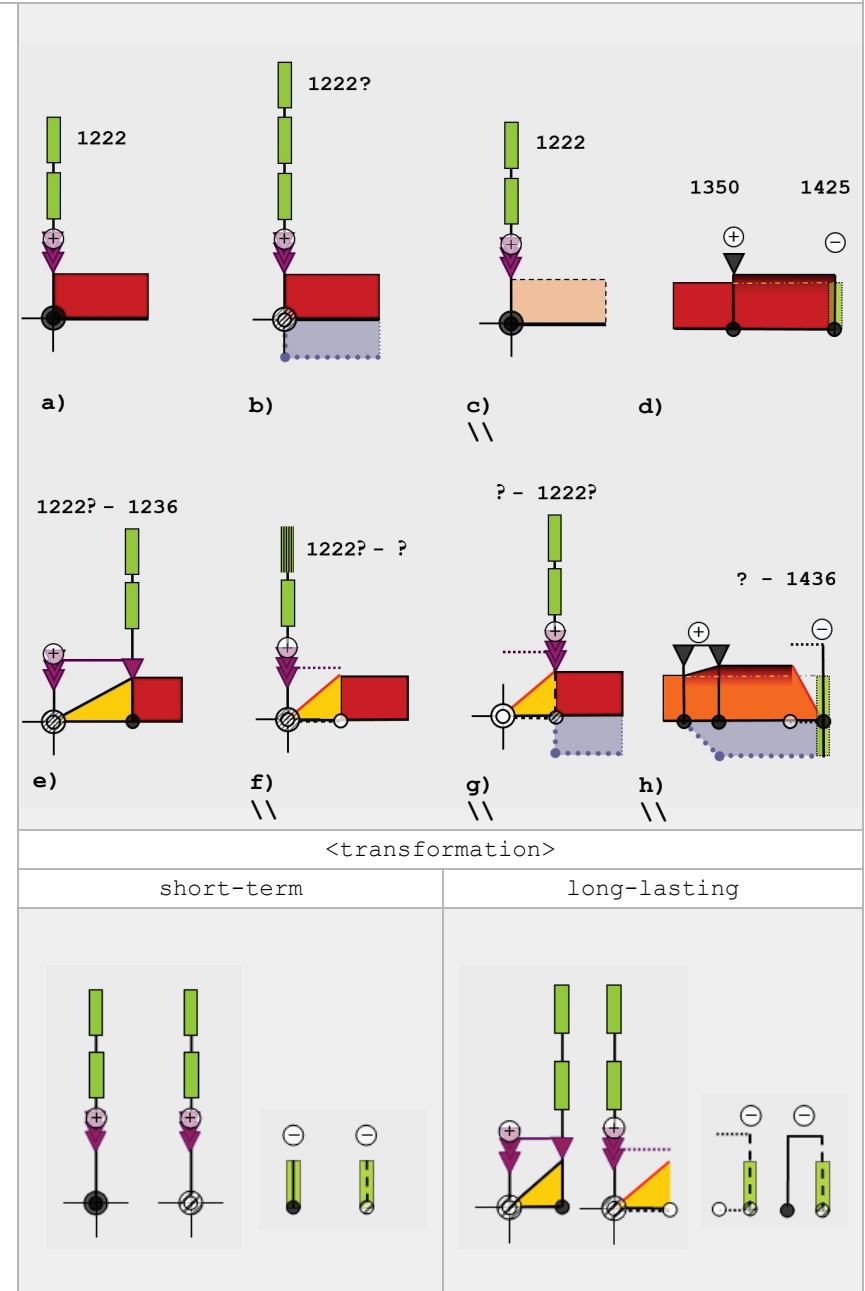 1222 1222? 1222 1350 1425
a) b) c) d)
\\
1222? - 1236 1222? - ? ? - 1222? ? - 1436
e) f) g) h)
\\ \\ \\
<transformation>
short-term long-lasting